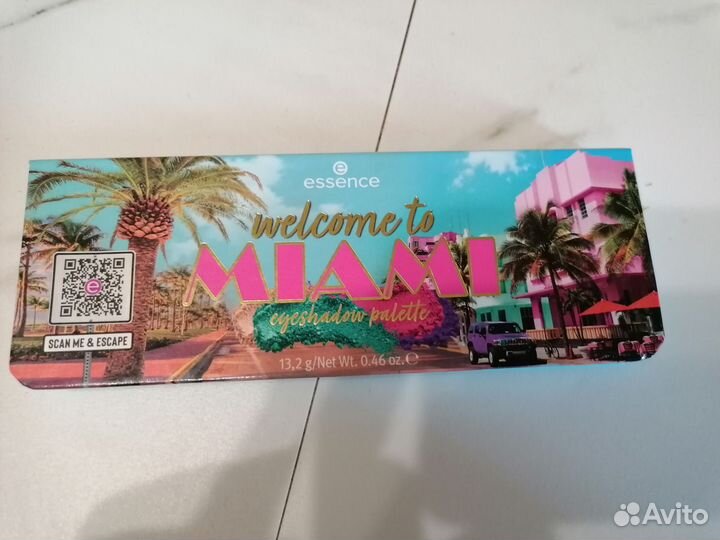 e
essence
welcome to
MIAMI
eyeshadow palette
13,2 g/Net Wt. 0.46 oz. ℮
e
SCAN ME & ESCAPE
Avito